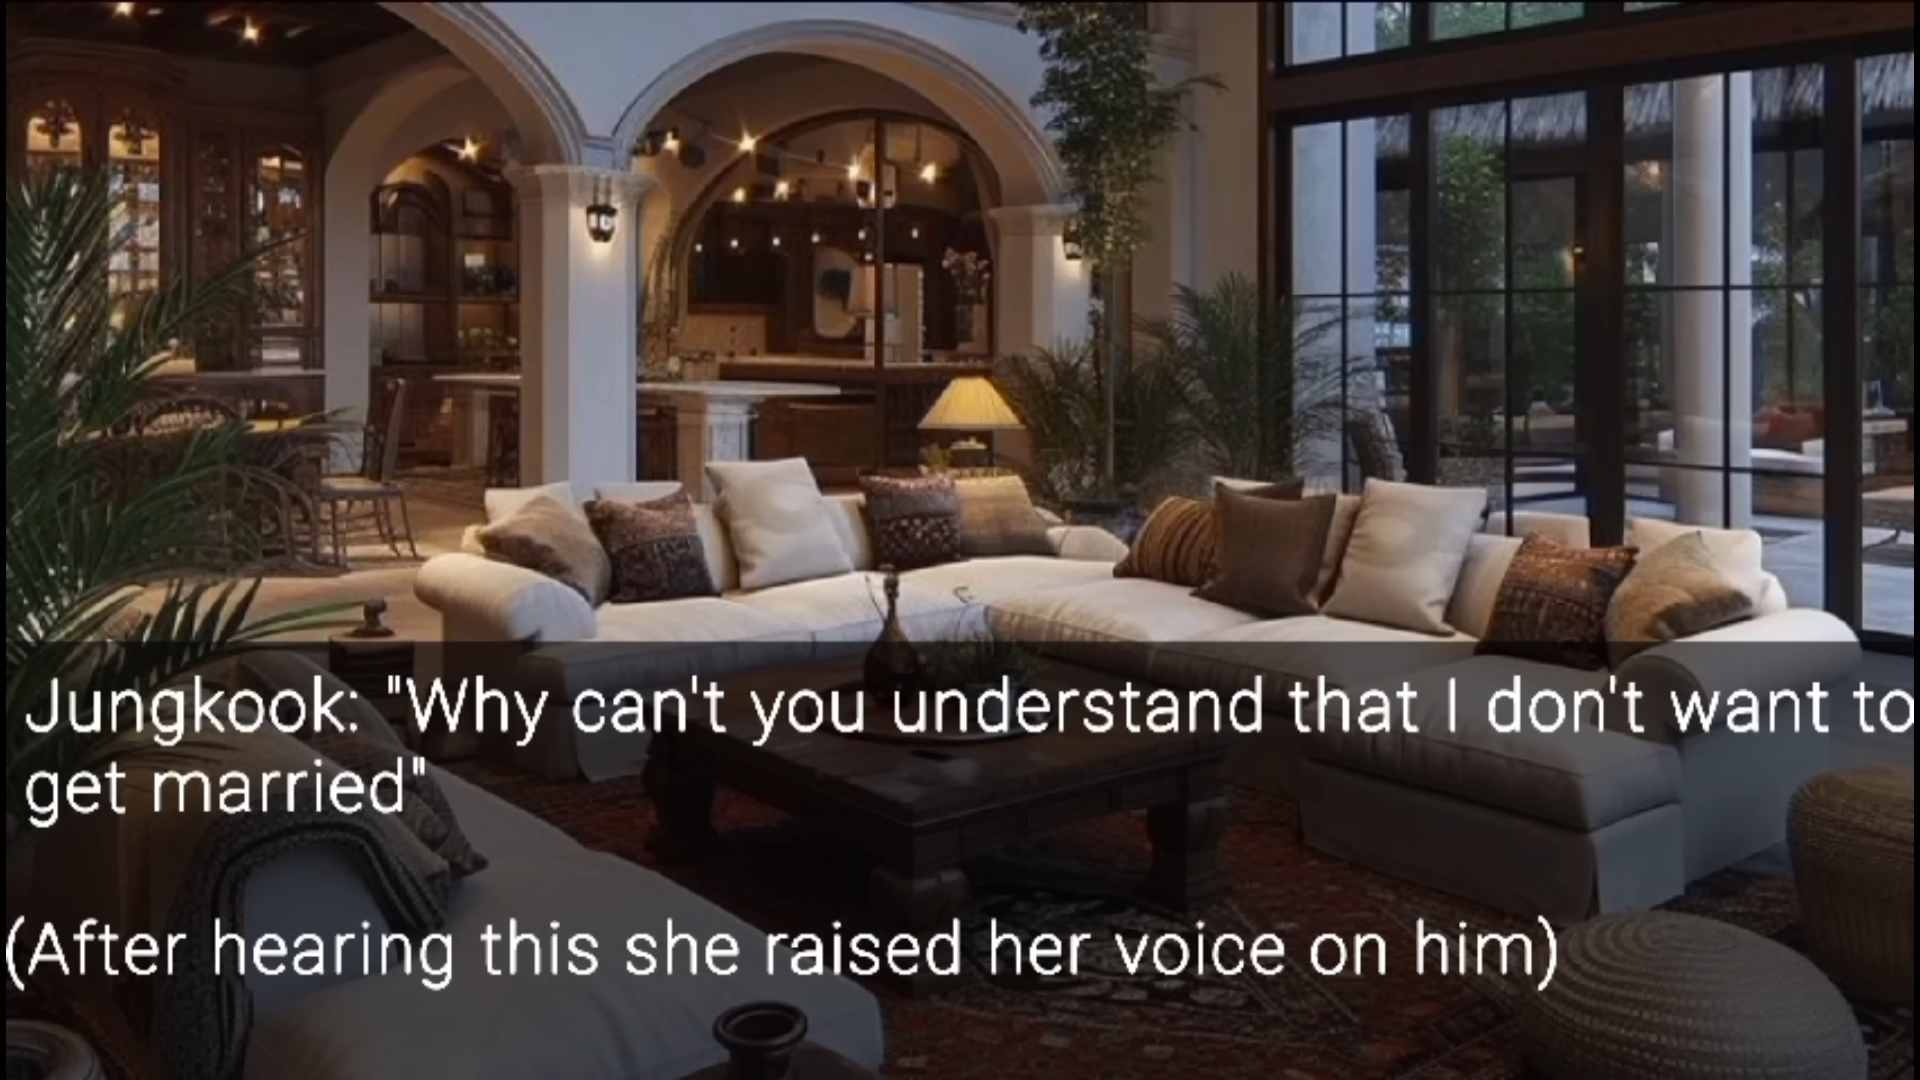 Jungkook: "Why can't you understand that I don't want to
get married"
(After hearing this she raised her voice on him)